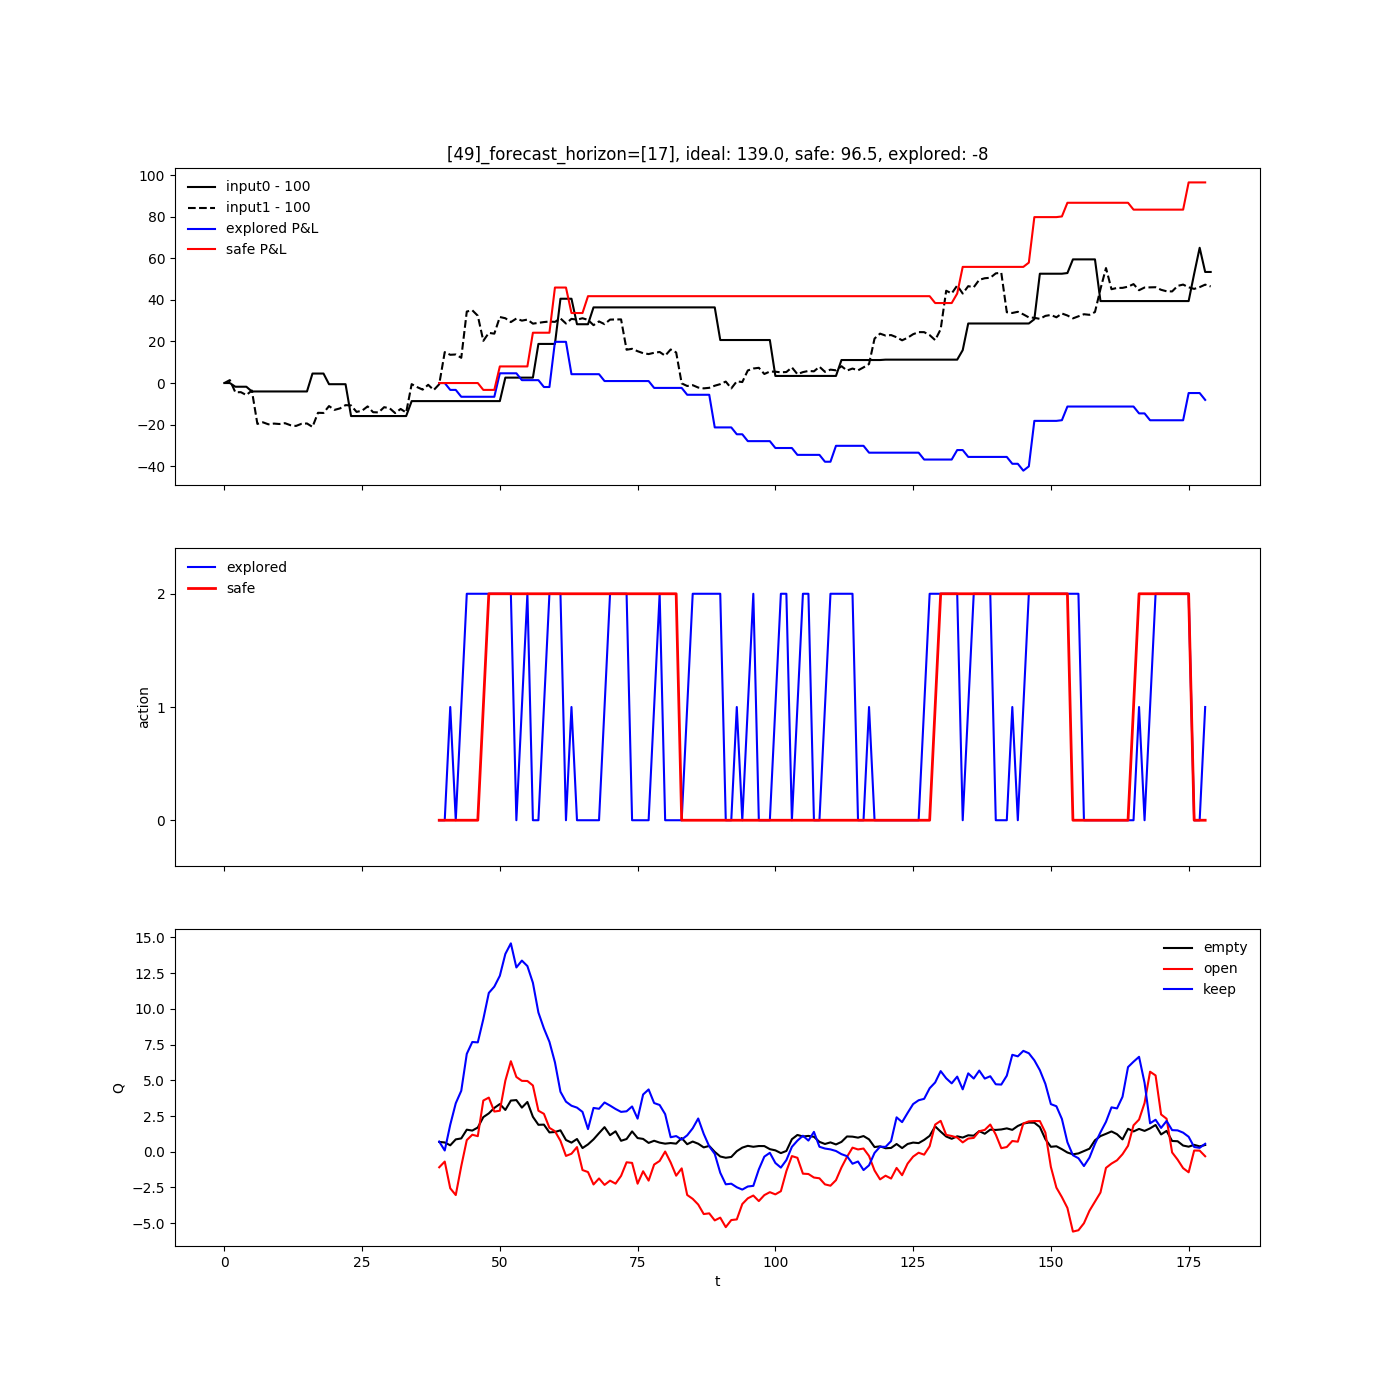 [49]_forecast_horizon=[17], ideal: 139.0, safe: 96.5, explored: -8
100
80
60
40
20
0
−20
−40
input0 - 100
input1 - 100
explored P&L
safe P&L
explored
safe
2
1
0
action
15.0
12.5
10.0
7.5
5.0
2.5
0.0
−2.5
−5.0
Q
empty
open
keep
0 25 50 75 100 125 150 175
t